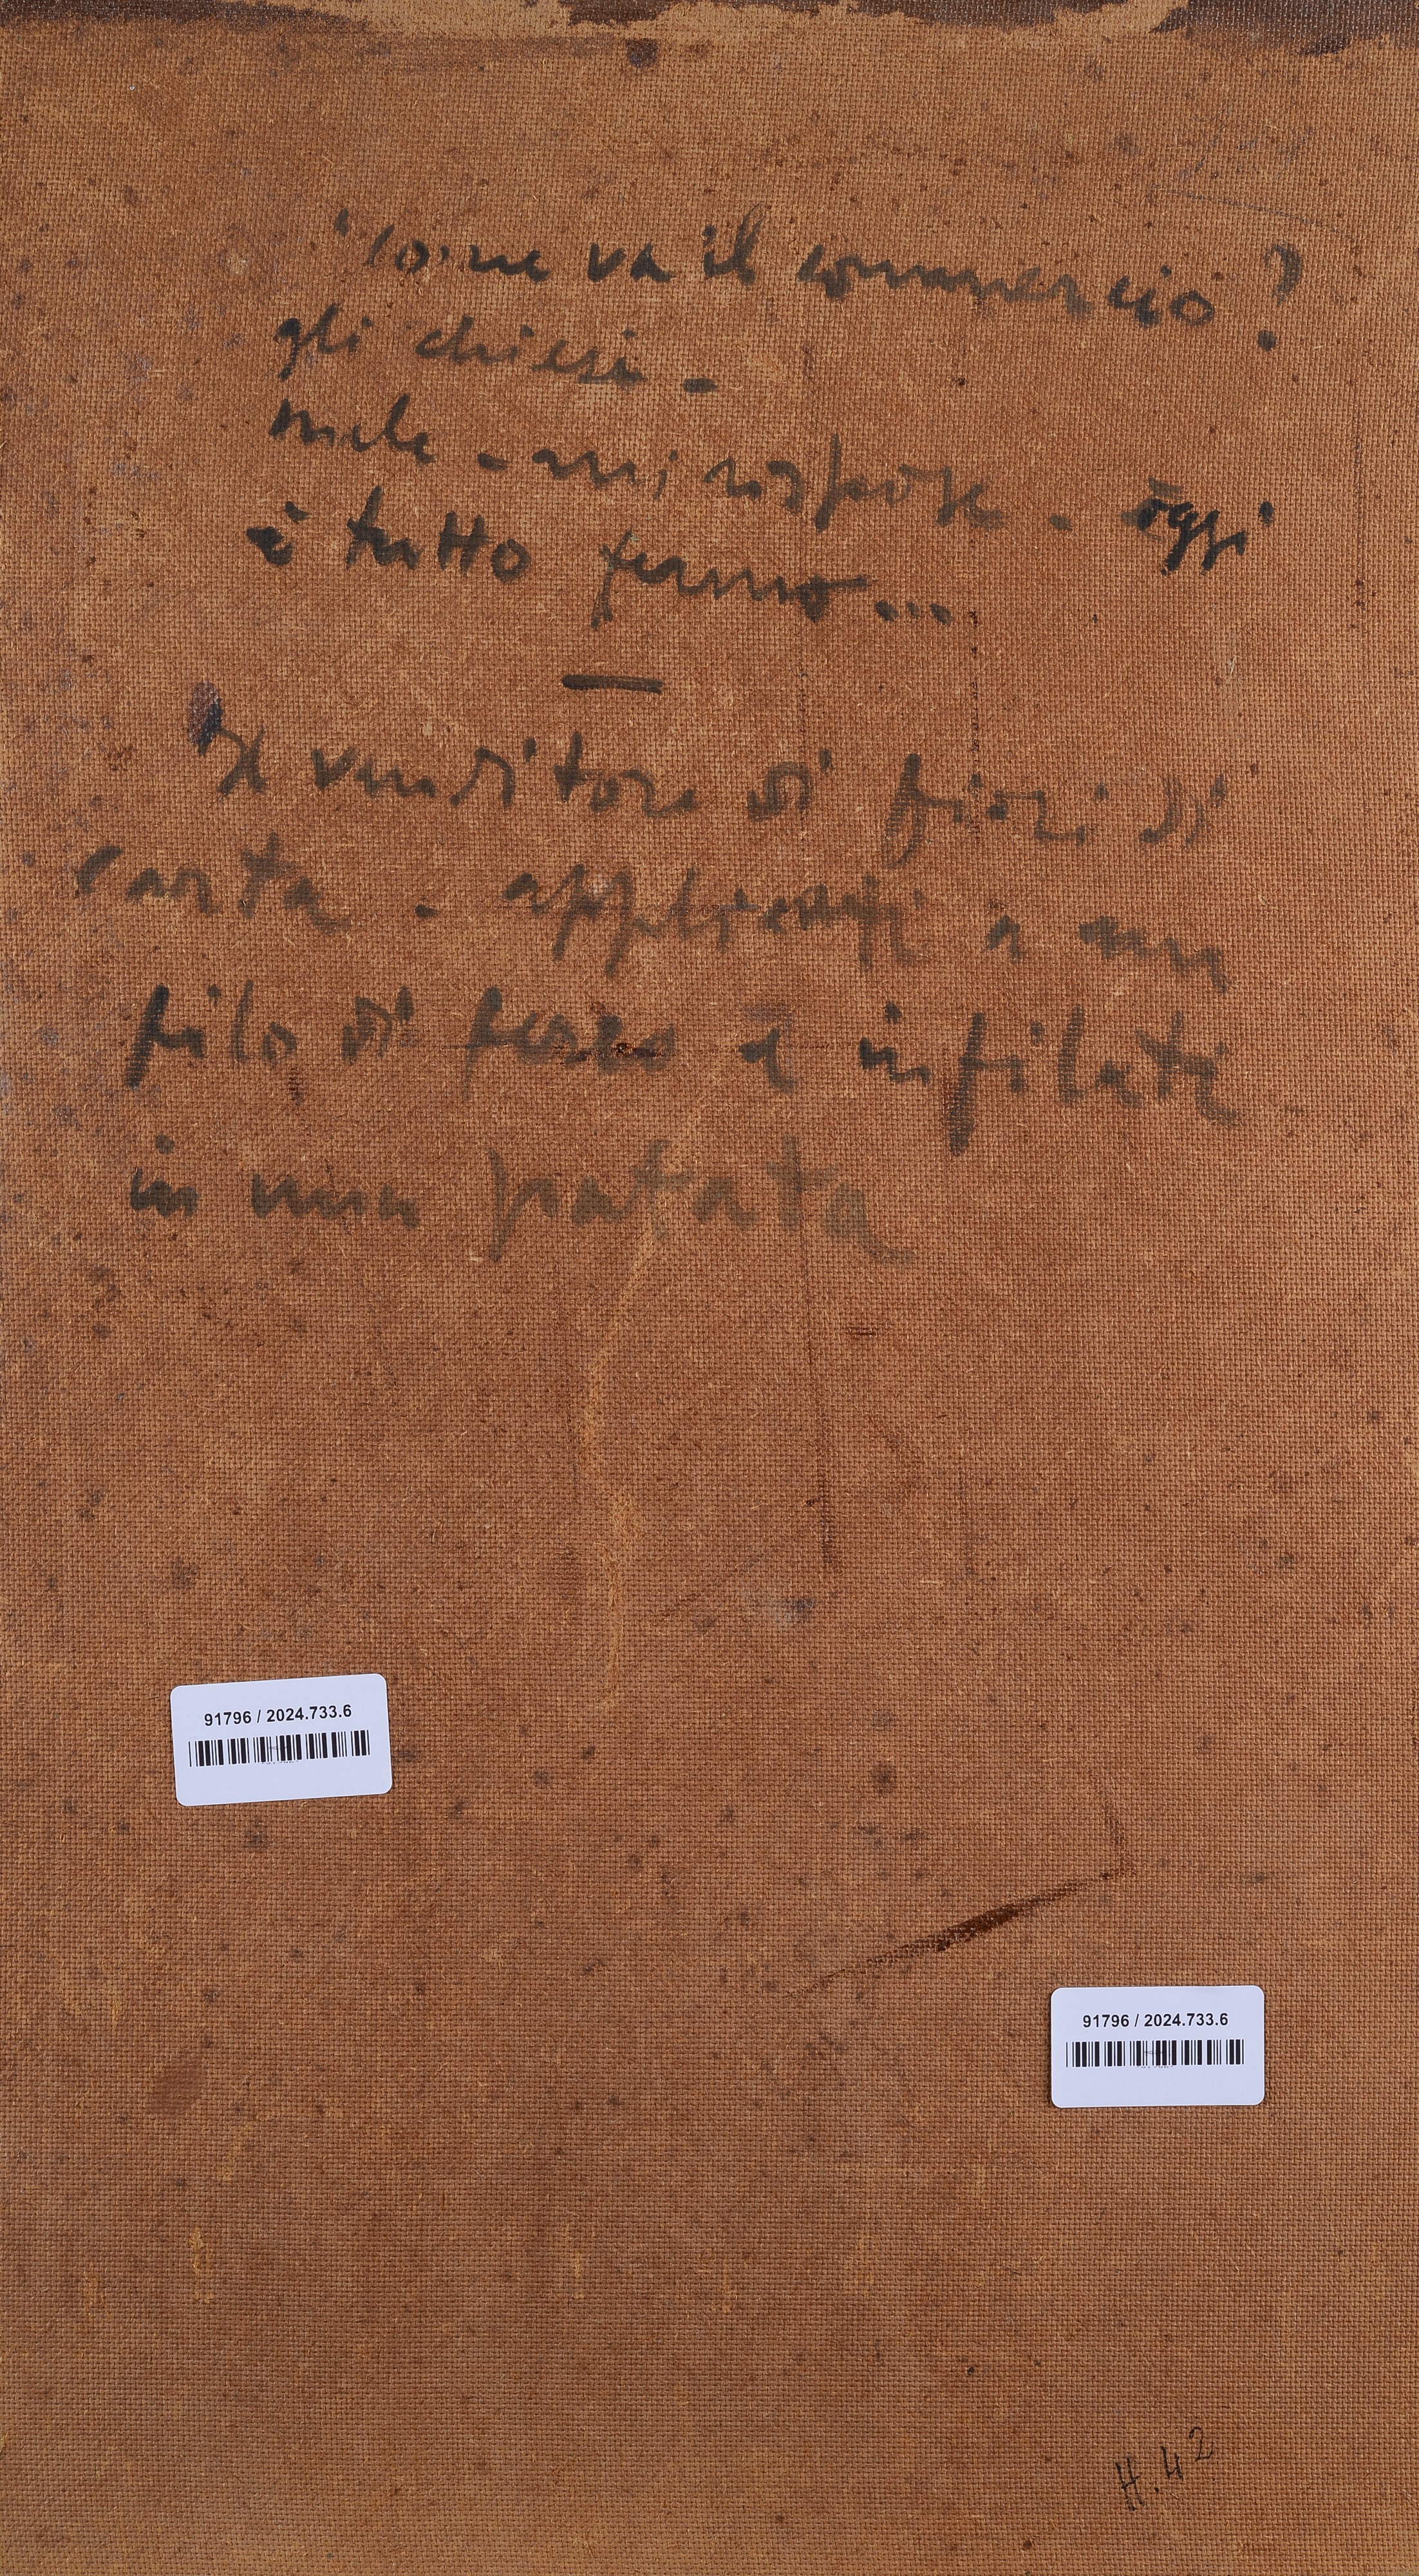 "Come va il commercio?
gli chiesi -
male - mi rispose - oggi
è tutto fermo...
—
Il venditore di fiori di
carta - applicati a un
filo di ferro e infilati
in una patata
91796 / 2024.733.6
91796 / 2024.733.6
H.42